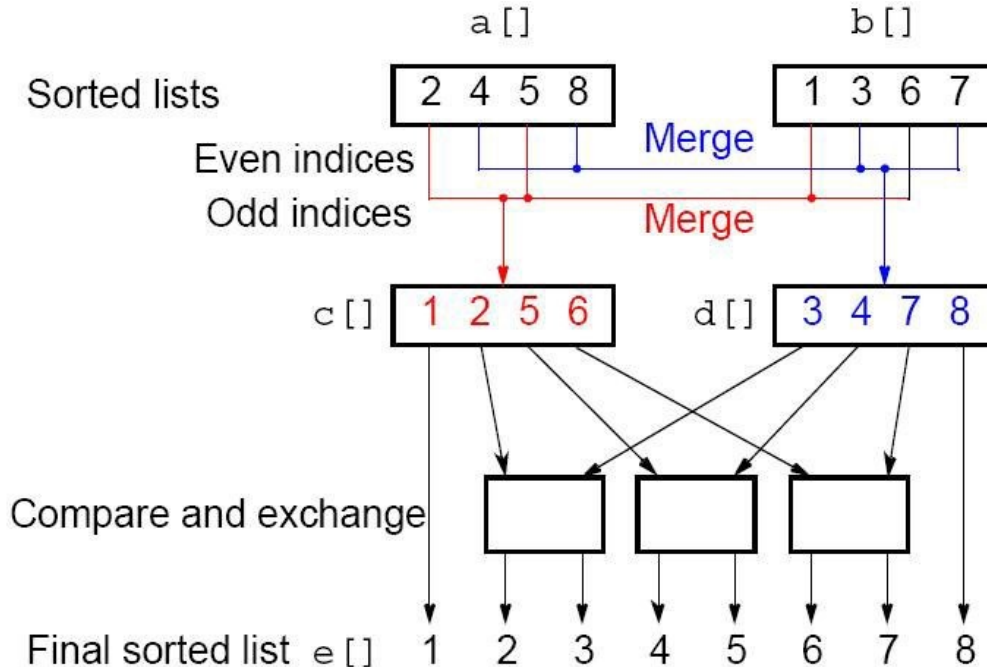 a[] b[]
Sorted lists 2 4 5 8 1 3 6 7
Merge
Even indices
Odd indices Merge
c[] 1 2 5 6 d[] 3 4 7 8
Compare and exchange
Final sorted list e[] 1 2 3 4 5 6 7 8